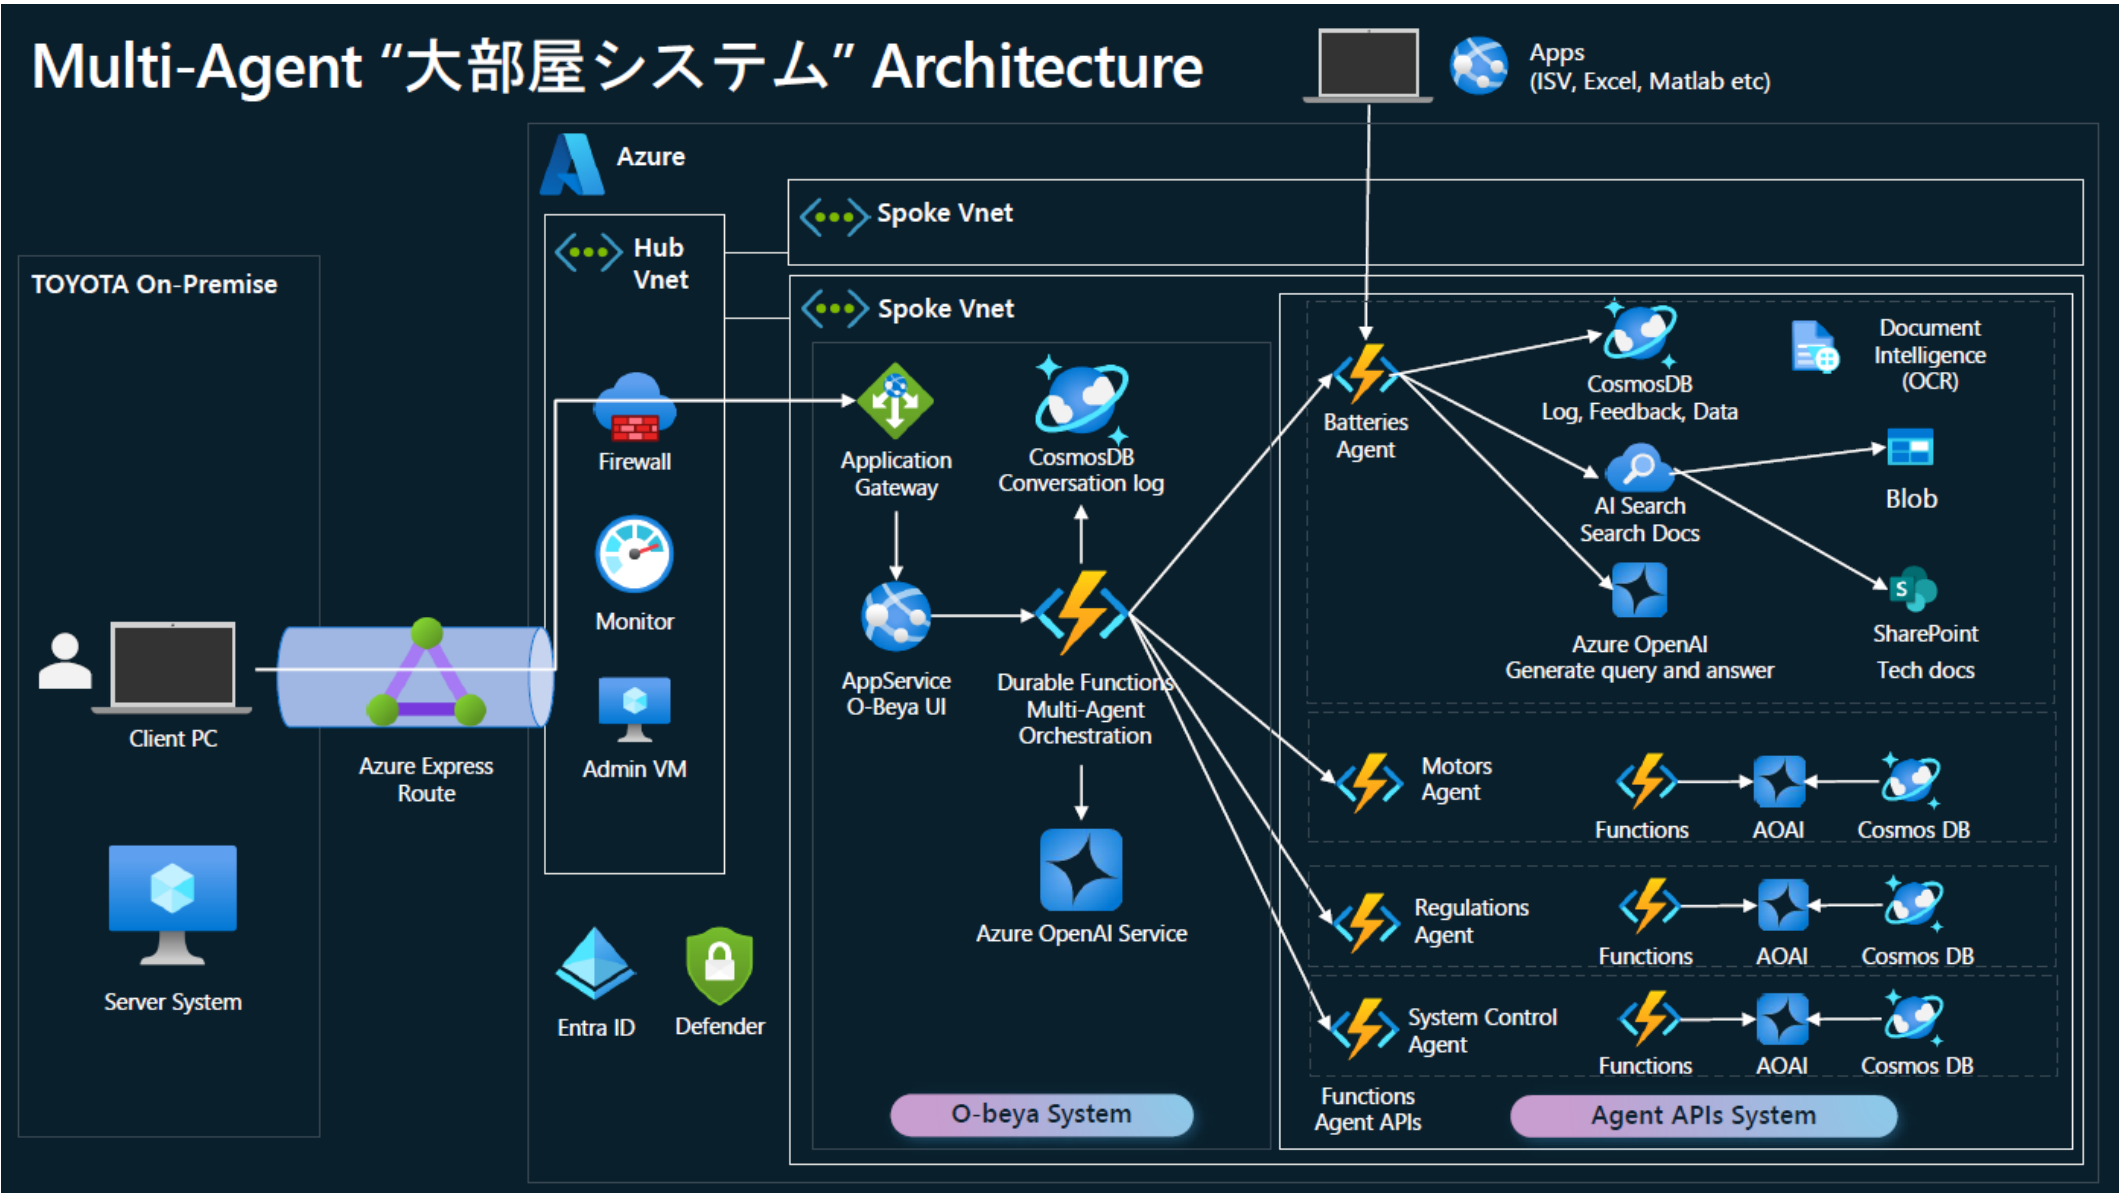 Multi-Agent “大部屋システム” Architecture
Apps
(ISV, Excel, Matlab etc)
Azure
Spoke Vnet
Hub
Vnet
TOYOTA On-Premise
Spoke Vnet
Client PC
Server System
Azure Express
Route
Firewall
Monitor
Admin VM
Entra ID
Defender
Application
Gateway
CosmosDB
Conversation log
AppService
O-Beya UI
Durable Functions
Multi-Agent
Orchestration
Azure OpenAI Service
O-beya System
Batteries
Agent
CosmosDB
Log, Feedback, Data
Document
Intelligence
(OCR)
AI Search
Search Docs
Blob
Azure OpenAI
Generate query and answer
S
SharePoint
Tech docs
Motors
Agent
Functions
AOAI
Cosmos DB
Regulations
Agent
Functions
AOAI
Cosmos DB
System Control
Agent
Functions
AOAI
Cosmos DB
Functions
Agent APIs
Agent APIs System